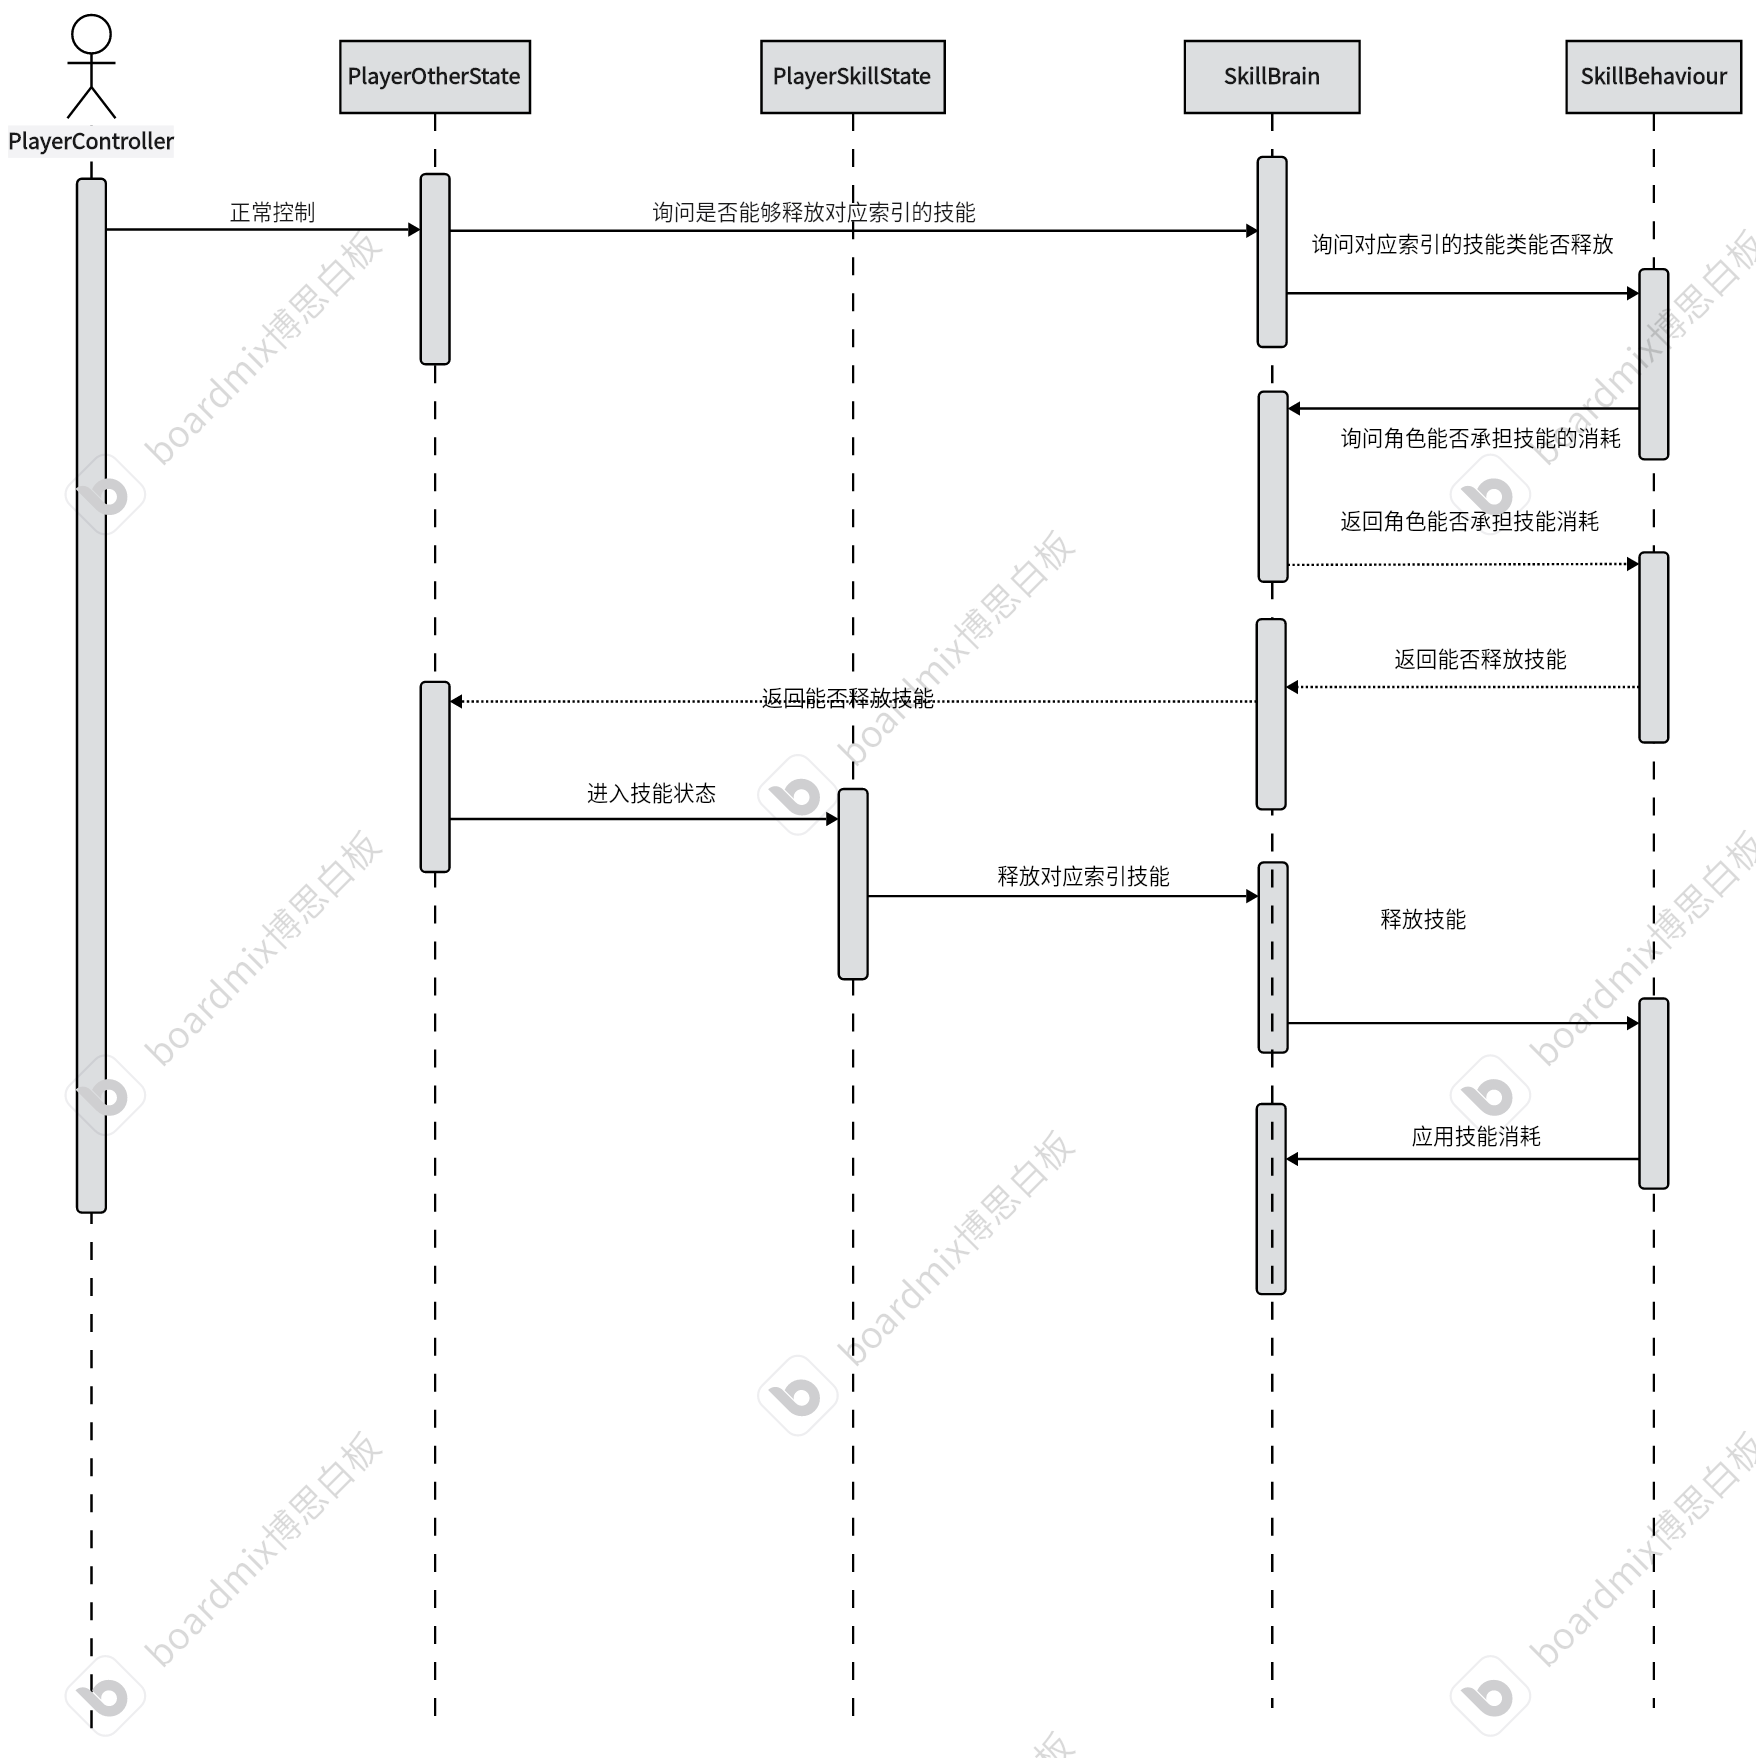 PlayerOtherState
PlayerSkillState
SkillBrain
SkillBehaviour
PlayerController
正常控制
询问是否能够释放对应索引的技能
询问对应索引的技能类能否释放
询问角色能否承担技能的消耗
返回角色能否承担技能消耗
返回能否释放技能
返回能否释放技能
进入技能状态
释放对应索引技能
释放技能
应用技能消耗
boardmix博思白板
boardmix博思白板
boardmix博思白板
boardmix博思白板
boardmix博思白板
boardmix博思白板
boardmix博思白板
boardmix博思白板